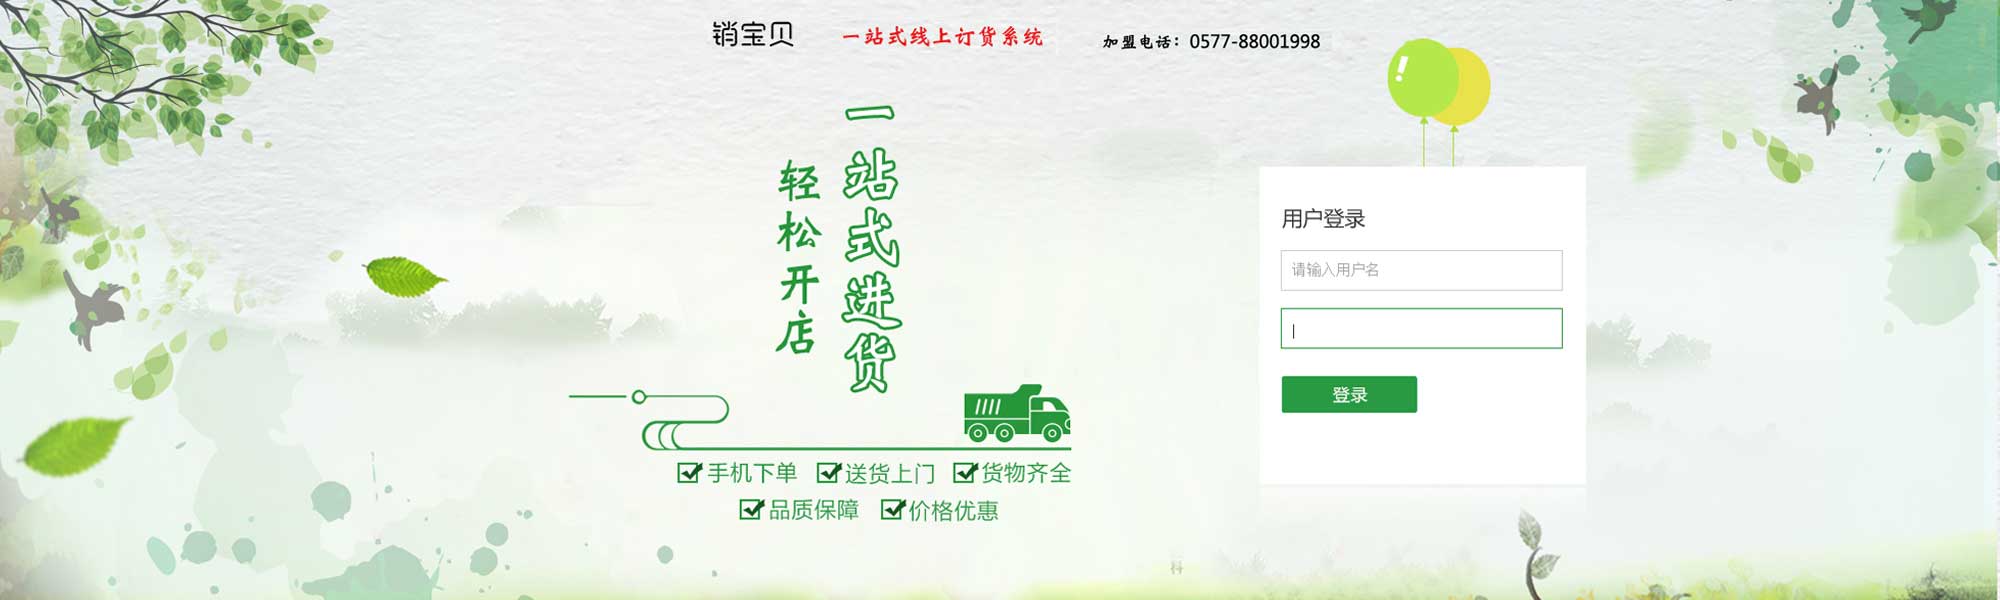 销宝贝
一站式线上订货系统
加盟电话：0577-88001998
一站式进货
轻松开店
手机下单 送货上门 货物齐全
品质保障 价格优惠
用户登录
请输入用户名
登录
科